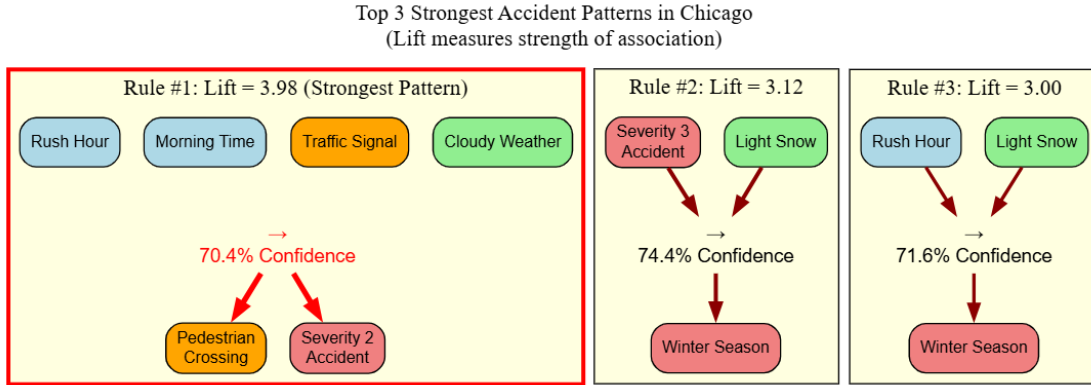 Top 3 Strongest Accident Patterns in Chicago
(Lift measures strength of association)
Rule #1: Lift = 3.98 (Strongest Pattern)
Rush Hour
Morning Time
Traffic Signal
Cloudy Weather
→
70.4% Confidence
Pedestrian
Crossing
Severity 2
Accident
Rule #2: Lift = 3.12
Severity 3
Accident
Light Snow
→
74.4% Confidence
Winter Season
Rule #3: Lift = 3.00
Rush Hour
Light Snow
→
71.6% Confidence
Winter Season